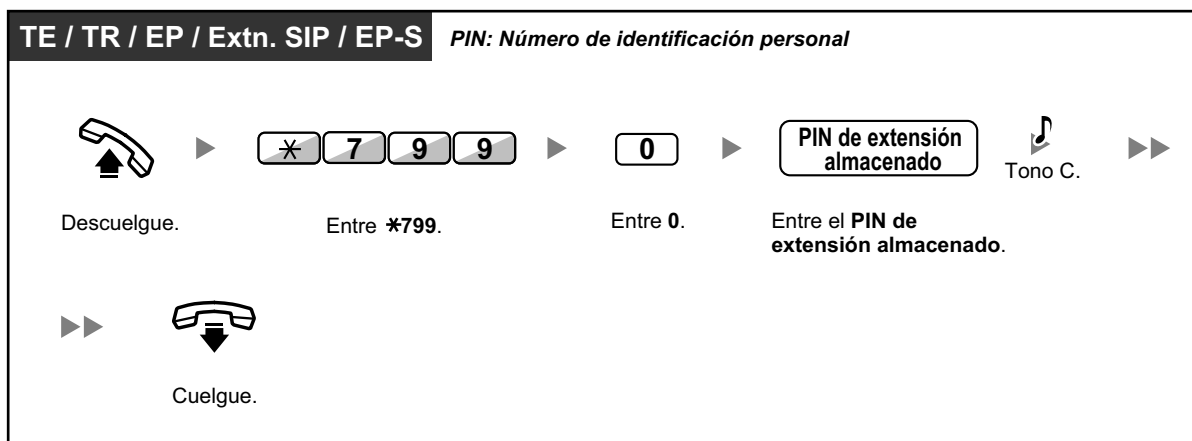 TE / TR / EP / Extn. SIP / EP-S PIN: Número de identificación personal
* 7 9 9 0 PIN de extensión almacenado Tono C.
Descuelgue. Entre *799. Entre 0. Entre el PIN de extensión almacenado.
Cuelgue.